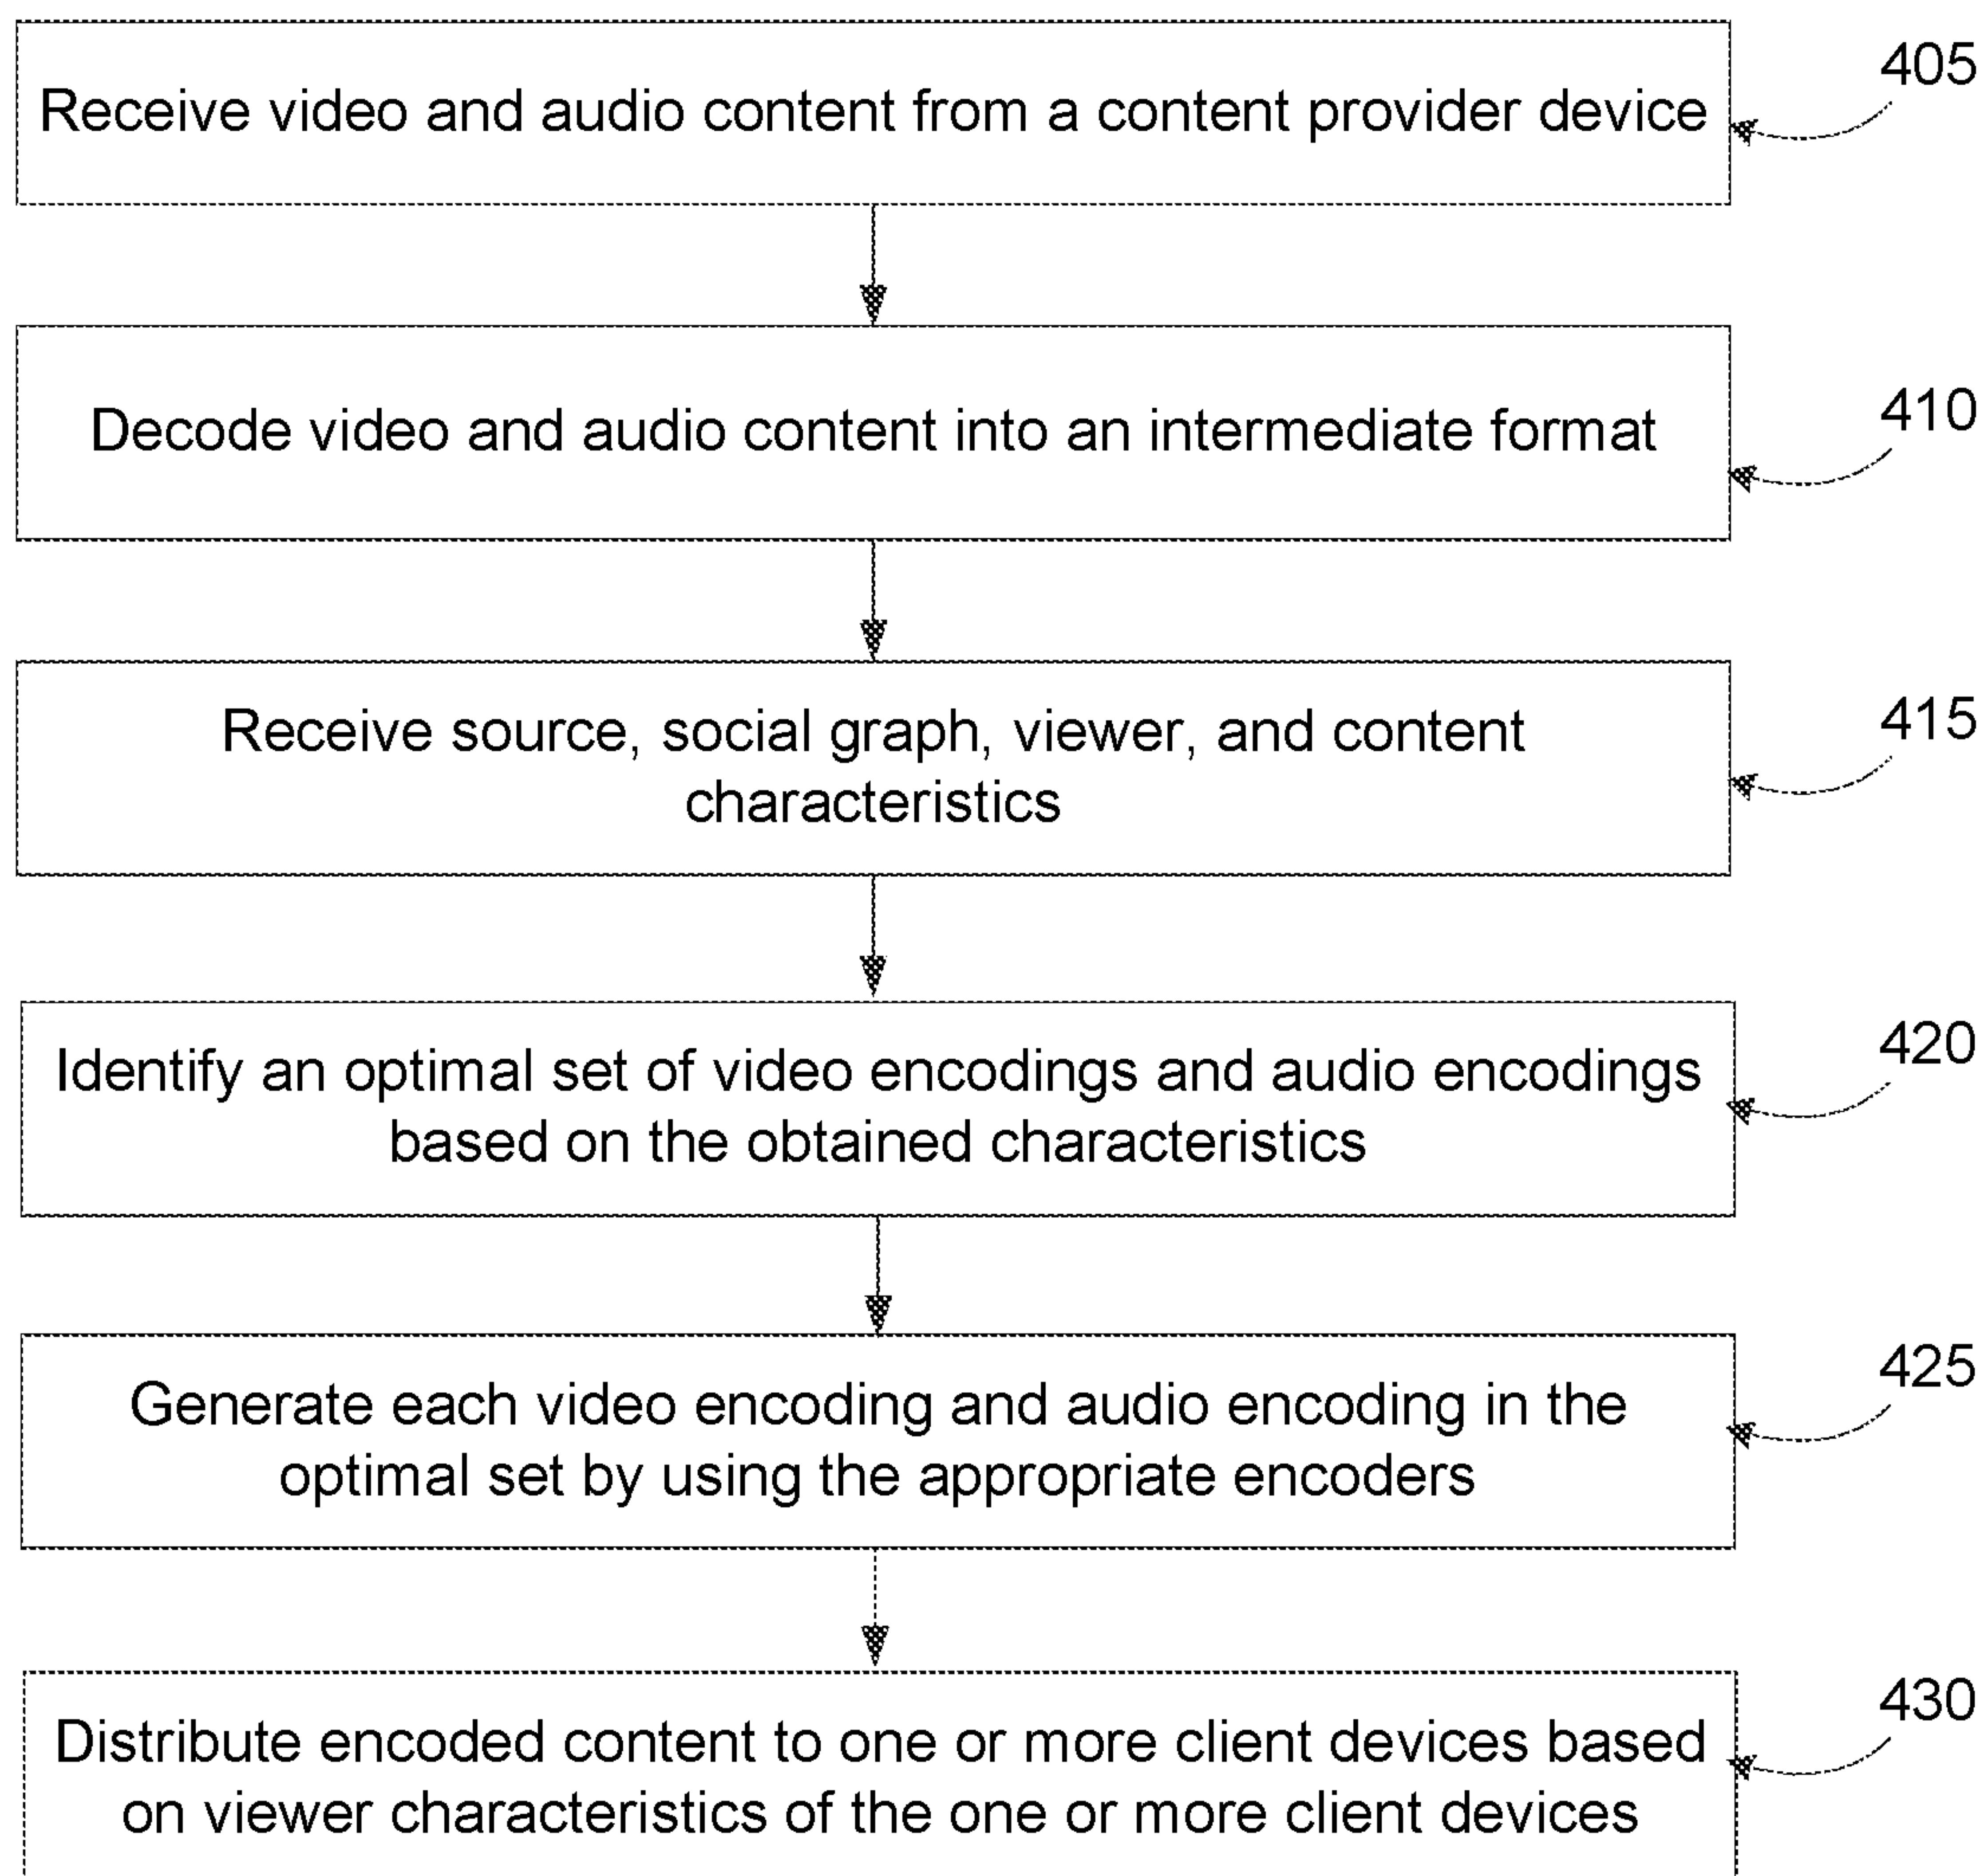 405
Receive video and audio content from a content provider device
410
Decode video and audio content into an intermediate format
415
Receive source, social graph, viewer, and content
characteristics
420
Identify an optimal set of video encodings and audio encodings
based on the obtained characteristics
425
Generate each video encoding and audio encoding in the
optimal set by using the appropriate encoders
430
Distribute encoded content to one or more client devices based
on viewer characteristics of the one or more client devices